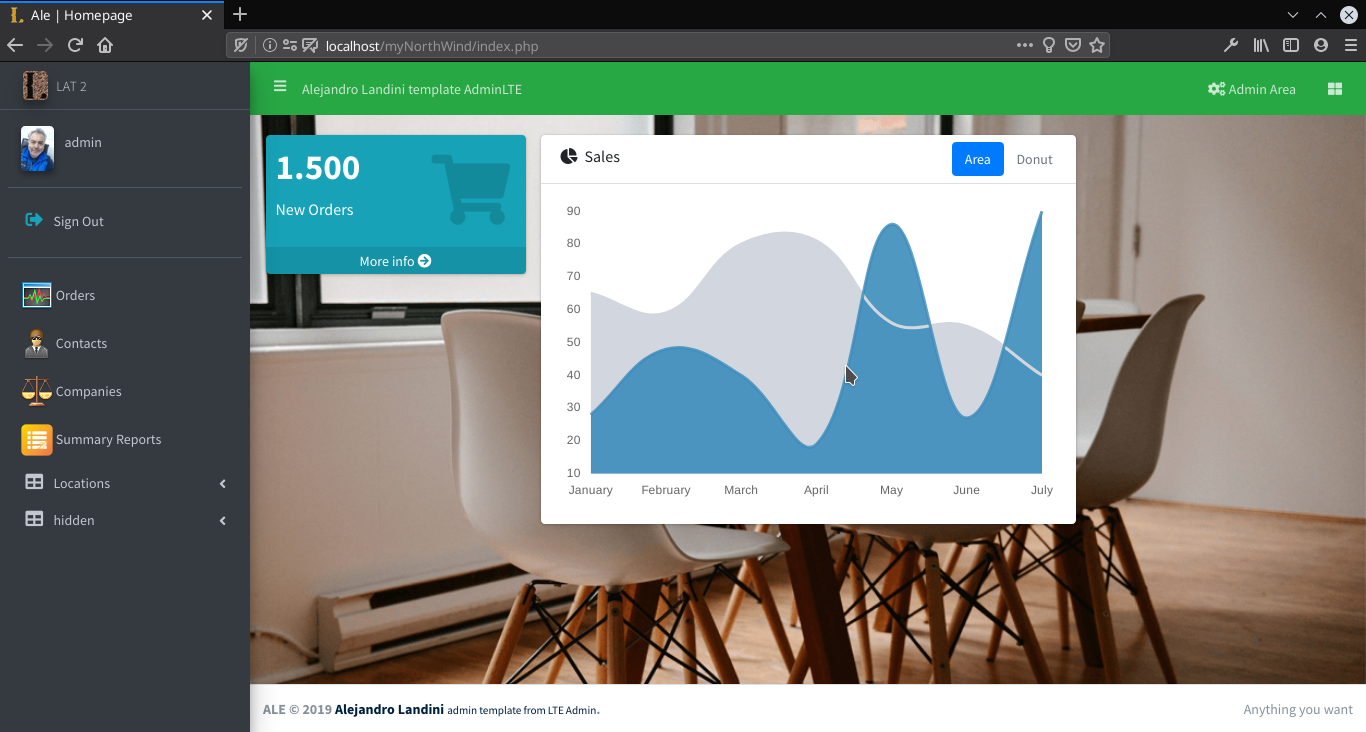 Ale | Homepage
localhost/myNorthWind/index.php
LAT 2
Alejandro Landini template AdminLTE
Admin Area
admin
Sign Out
Orders
Contacts
Companies
Summary Reports
Locations
hidden
1.500
New Orders
More info
Sales
Area
Donut
90
80
70
60
50
40
30
20
10
January February March April May June July
ALE © 2019 Alejandro Landini admin template from LTE Admin.
Anything you want